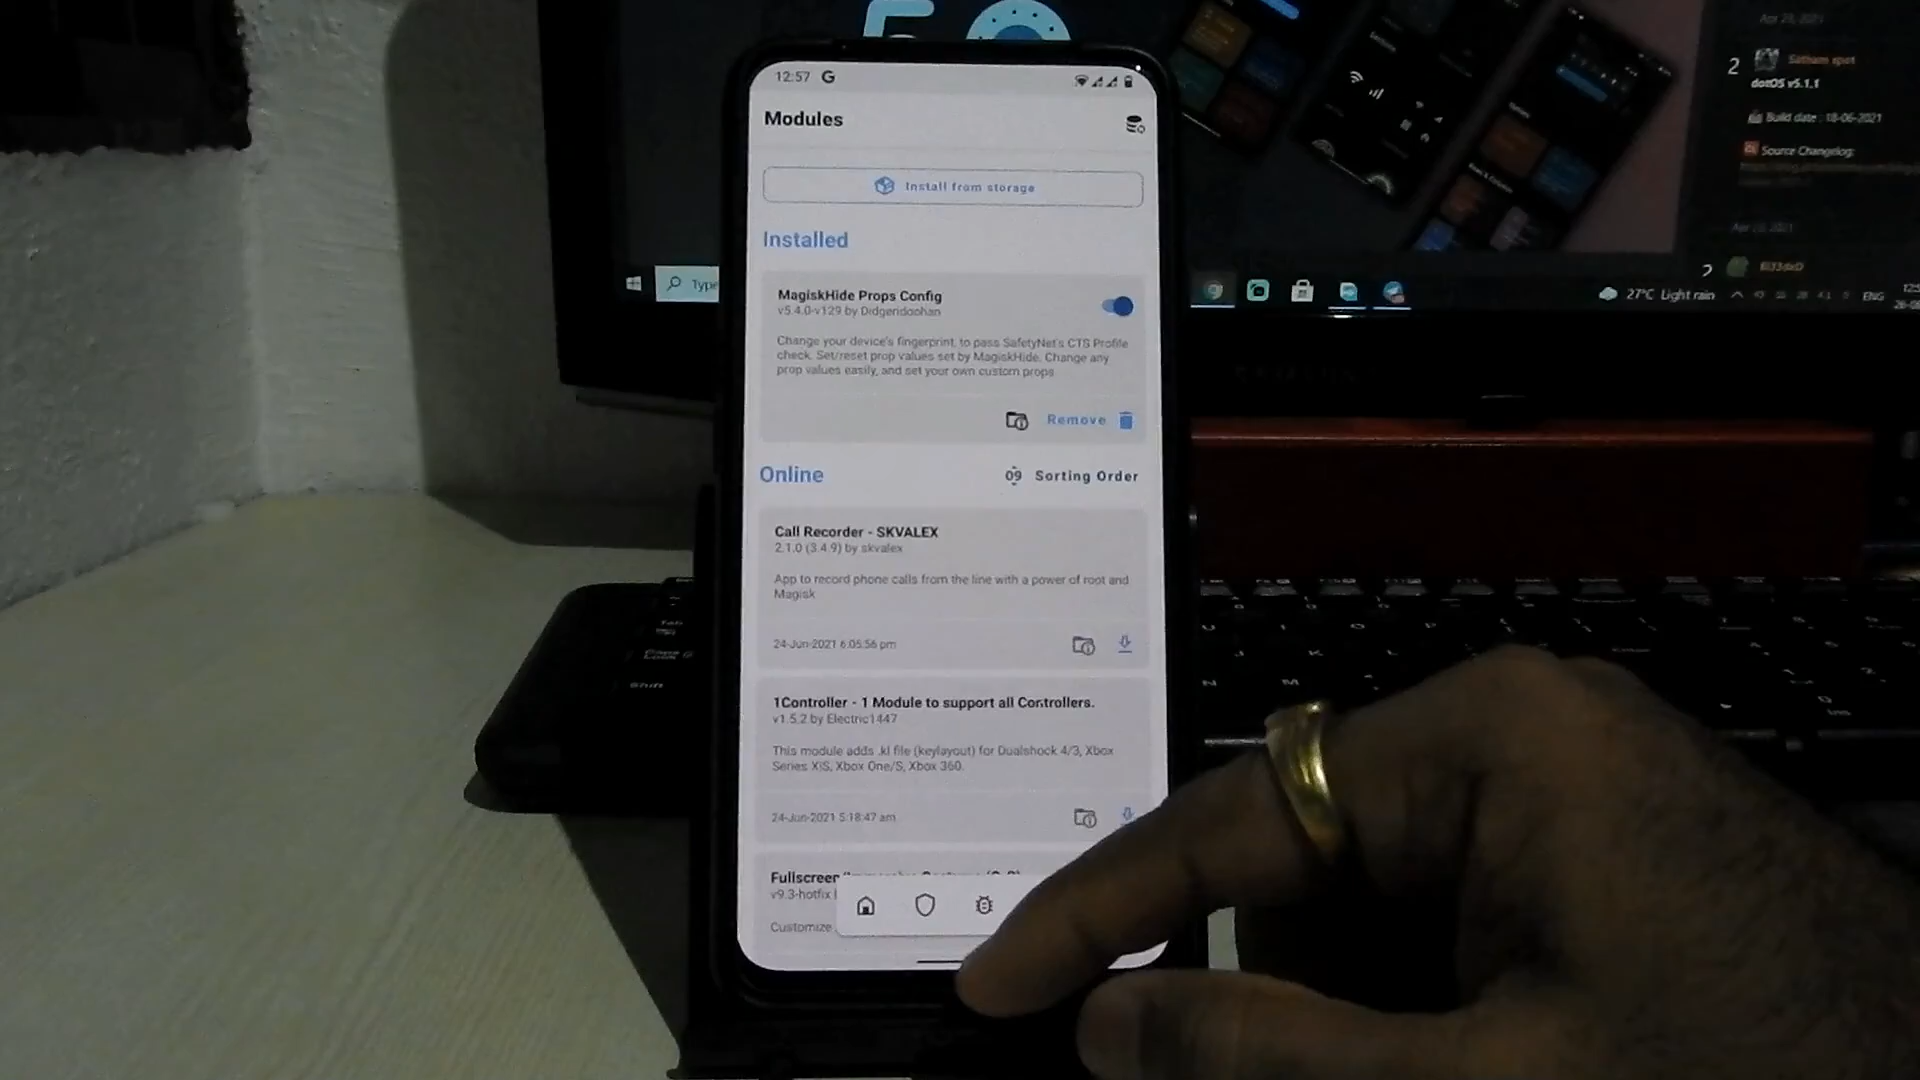 12:57 G
Modules
Install from storage
Installed
MagiskHide Props Config
v5.4.0-v129 by Didgeridoohan
Change your device's fingerprint, to pass SafetyNet's CTS Profile
check. Set/reset prop values set by MagiskHide. Change any
prop values easily, and set your own custom props
Remove
Online
Sorting Order
Call Recorder - SKVALEX
2.1.0 (3.4.9) by skvalex
App to record phone calls from the line with a power of root and
Magisk
24-Jun-2021 6:05:56 pm
1Controller - 1 Module to support all Controllers.
v1.5.2 by Electric1447
This module adds .kl file (keylayout) for Dualshock 4/3, Xbox
Series X|S, Xbox One/S, Xbox 360.
24-Jun-2021 5:18:47 am
Fullscreen
v9.3-hotfix
Customize
Type
2
dotOS v5.1.1
Build date : 18-06-2021
Source Changelog:
2
27°C Light rain
ENG
Shift